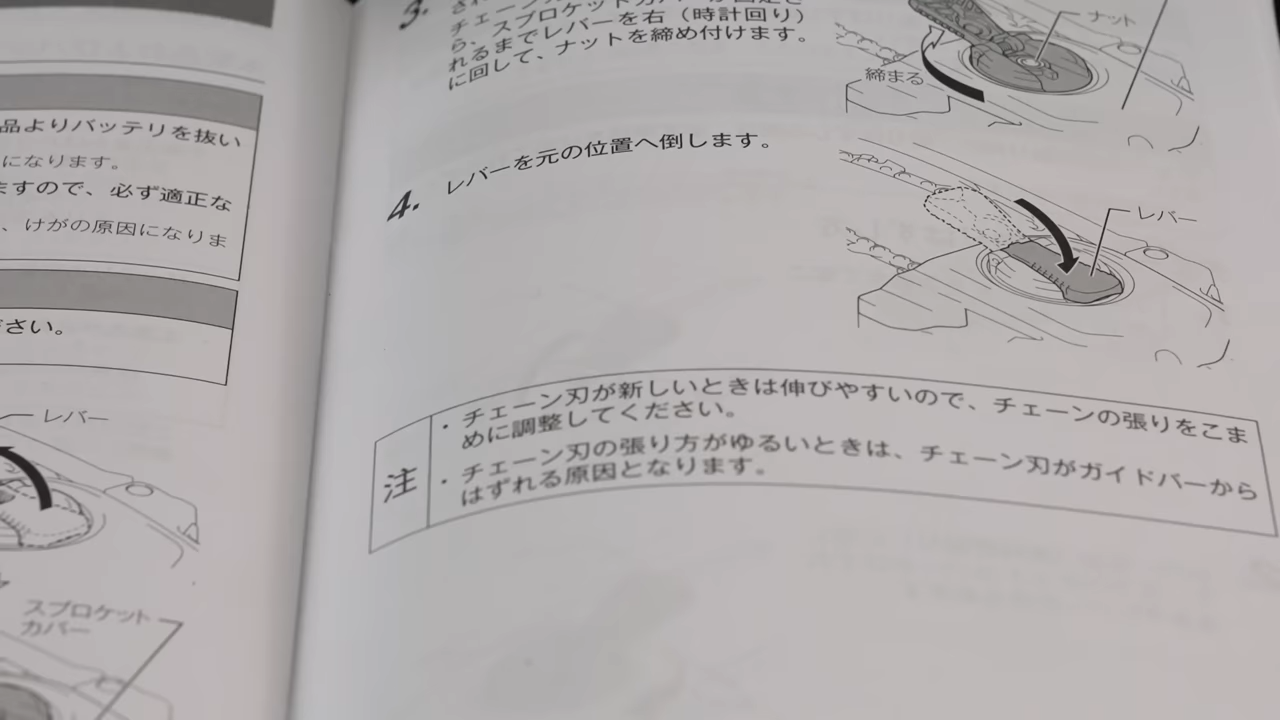 品よりバッテリを抜い
になります。
ますので、必ず適正な
、けがの原因になりま
ださい。
レバー
スプロケット
カバー
3.
ら、スプロケットカバーが固定さ
れるまでレバーを右(時計回り)
に回して、ナットを締め付けます。
ナット
締まる
4.
レバーを元の位置へ倒します。
レバー
注
・チェーン刃が新しいときは伸びやすいので、チェーンの張りをこま
めに調整してください。
・チェーン刃の張り方がゆるいときは、チェーン刃がガイドバーから
はずれる原因となります。